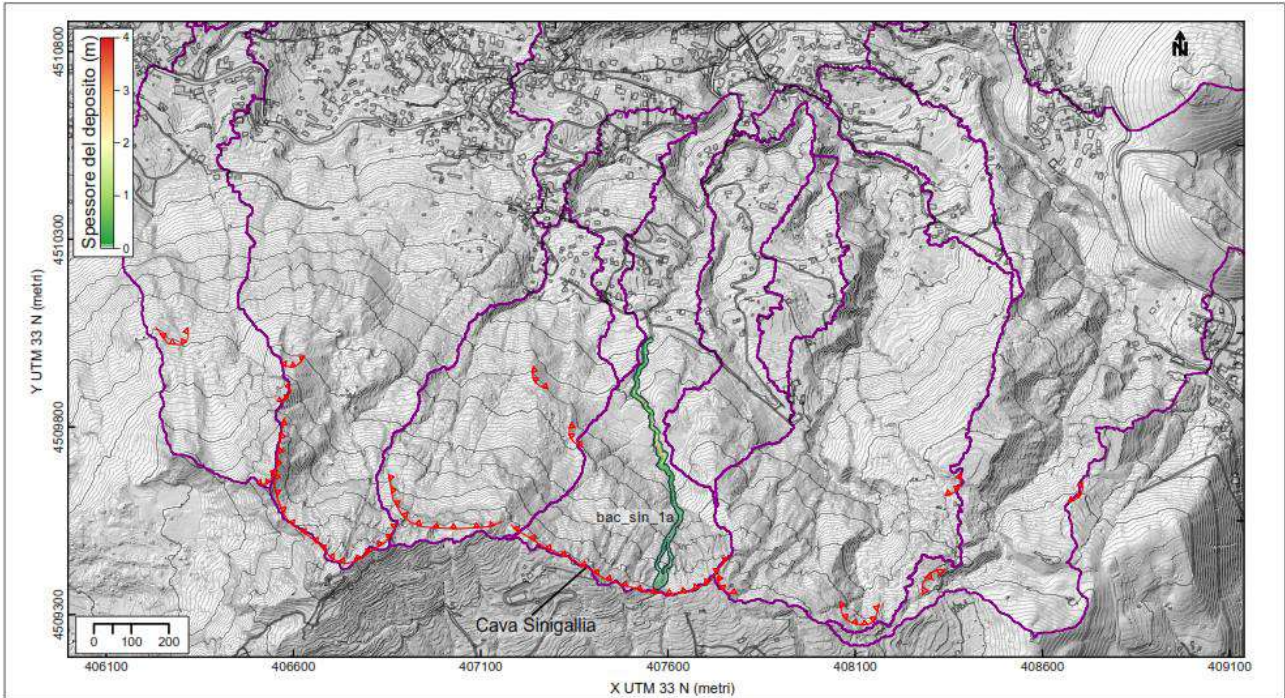 Spessore del deposito (m)
4
3
2
1
0
N
Y UTM 33 N (metri)
4510800
4510300
4509800
4509300
bac_sin_1a
Cava Sinigallia
0 100 200
406100 406600 407100 407600 408100 408600 409100
X UTM 33 N (metri)